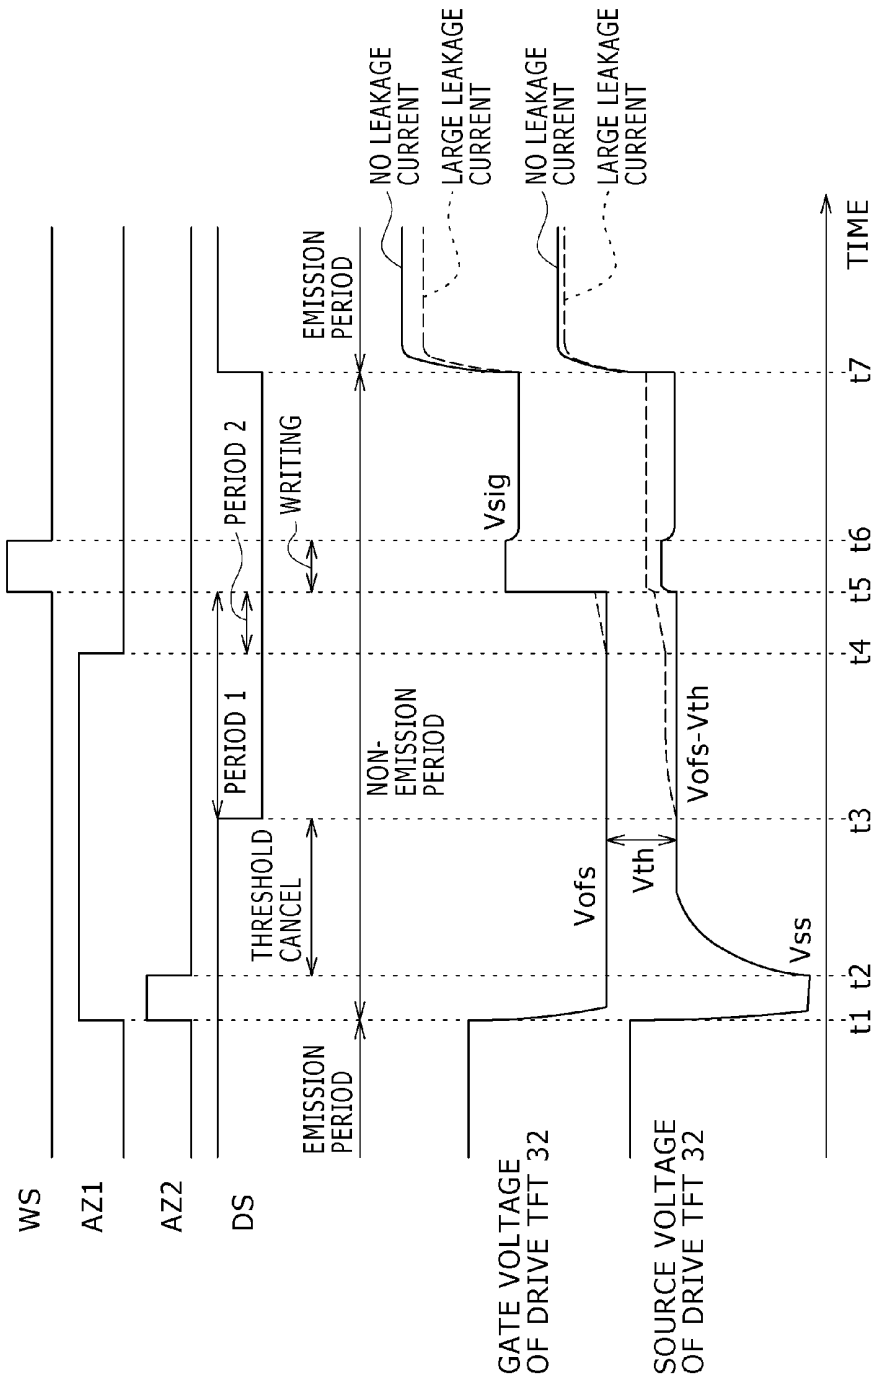 WS
AZ1
AZ2
DS
PERIOD 1
PERIOD 2
THRESHOLD
CANCEL
WRITING
EMISSION
PERIOD
NON-
EMISSION
PERIOD
EMISSION
PERIOD
NO LEAKAGE
CURRENT
LARGE LEAKAGE
CURRENT
GATE VOLTAGE
OF DRIVE TFT 32
Vofs
Vsig
NO LEAKAGE
CURRENT
LARGE LEAKAGE
CURRENT
Vth
SOURCE VOLTAGE
OF DRIVE TFT 32
Vss
Vofs-Vth
t1 t2 t3 t4 t5 t6 t7 TIME